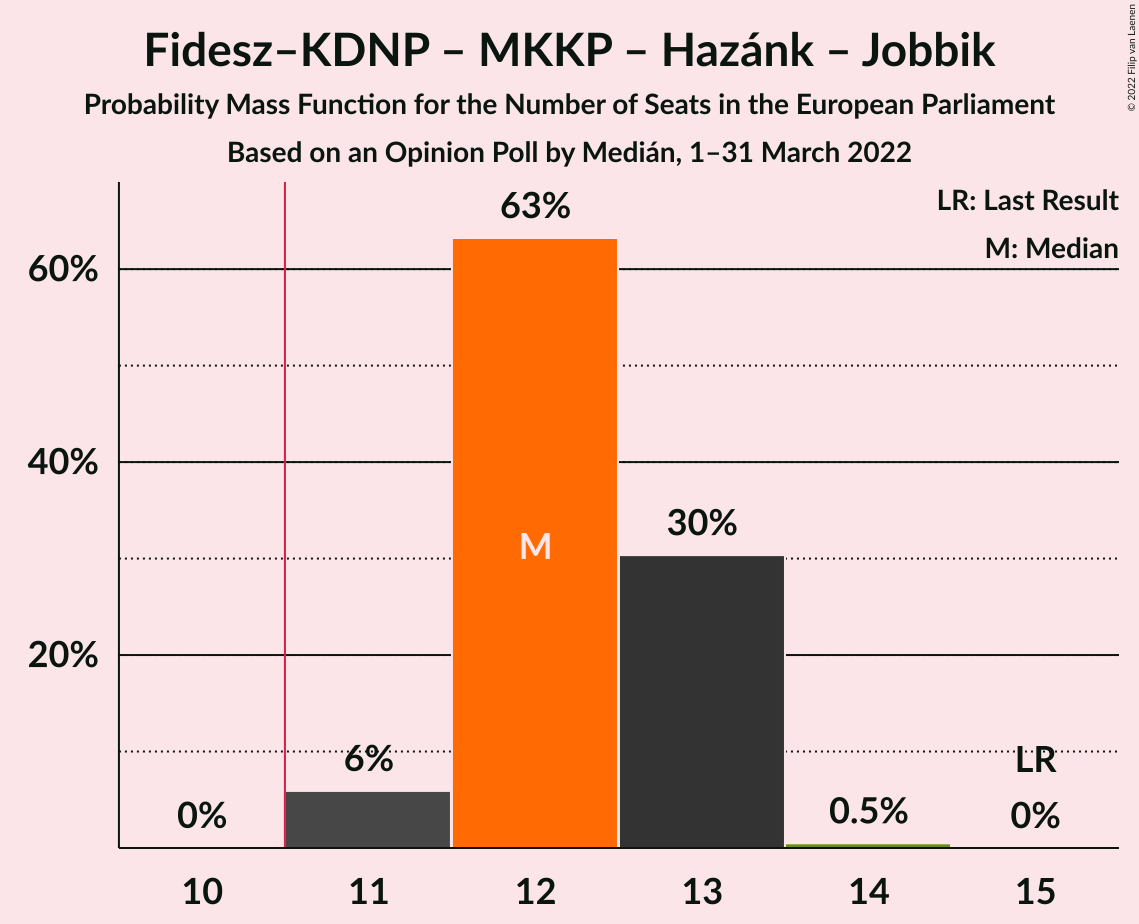 Fidesz–KDNP – MKKP – Hazánk – Jobbik
Probability Mass Function for the Number of Seats in the European Parliament
Based on an Opinion Poll by Medián, 1–31 March 2022
© 2022 Filip van Laenen
LR: Last Result
M: Median
63%
60%
40%
30%
M
20%
6%
LR
0%
0.5%
0%
10 11 12 13 14 15